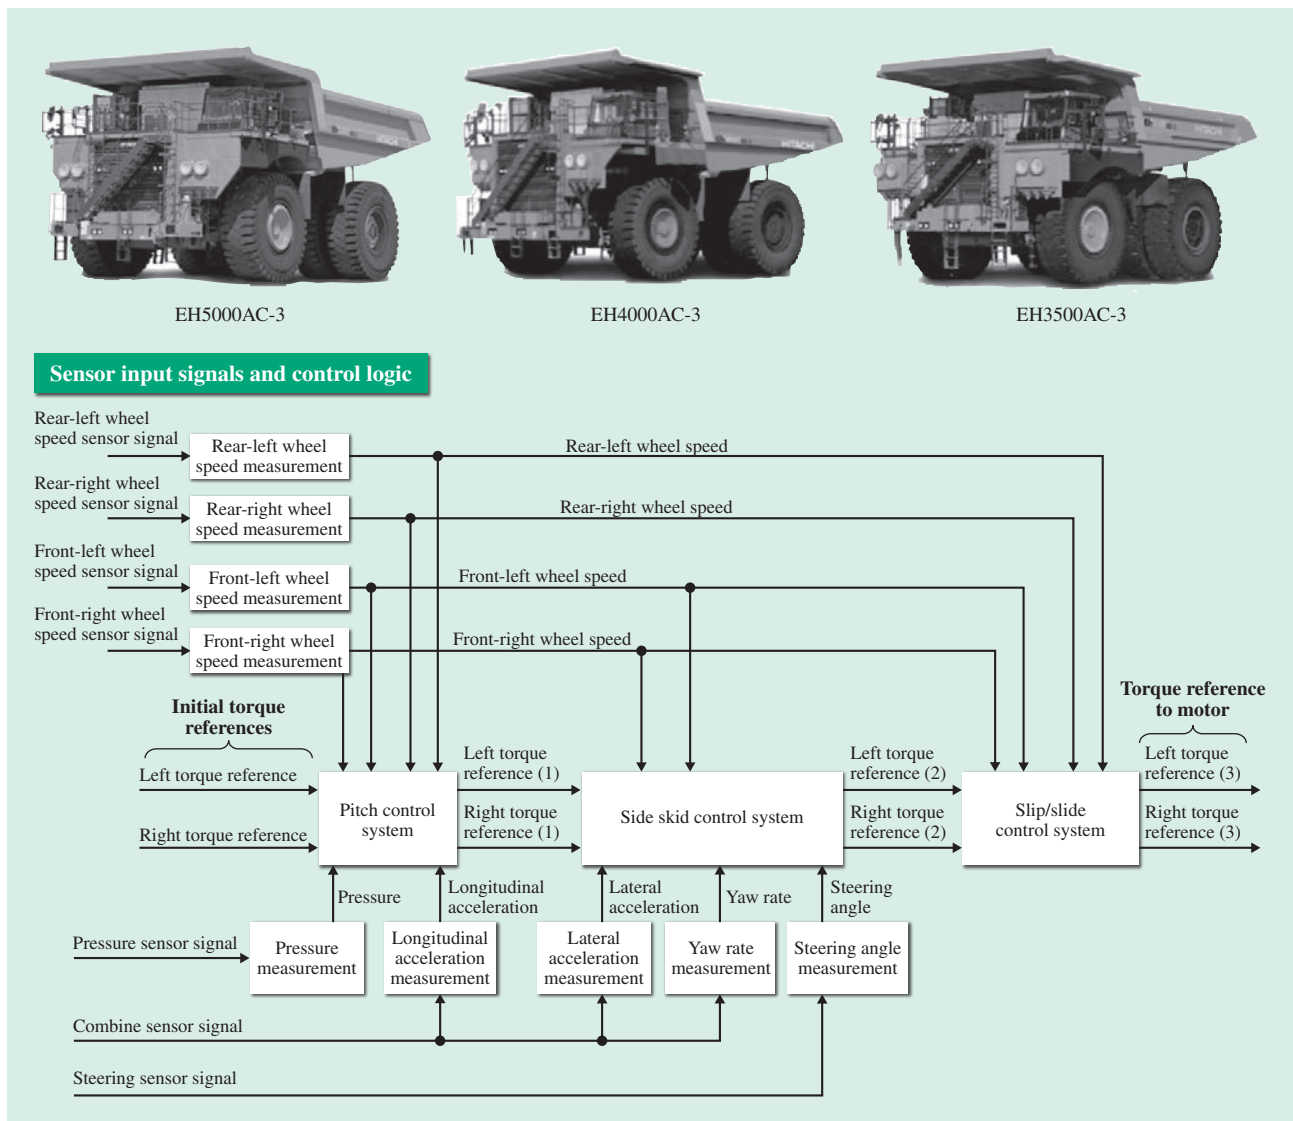 HITACHI
HITACHI
HITACHI
EH5000AC-3
EH4000AC-3
EH3500AC-3
Sensor input signals and control logic
Rear-left wheel
speed sensor signal
Rear-left wheel
speed measurement
Rear-left wheel speed
Rear-right wheel
speed sensor signal
Rear-right wheel
speed measurement
Rear-right wheel speed
Front-left wheel
speed sensor signal
Front-left wheel
speed measurement
Front-left wheel speed
Front-right wheel
speed sensor signal
Front-right wheel
speed measurement
Front-right wheel speed
Initial torque
references
Torque reference
to motor
Left torque reference
Right torque reference
Pitch control
system
Left torque
reference (1)
Right torque
reference (1)
Side skid control system
Left torque
reference (2)
Right torque
reference (2)
Slip/slide
control system
Left torque
reference (3)
Right torque
reference (3)
Pressure
Longitudinal
acceleration
Lateral
acceleration
Yaw rate
Steering
angle
Pressure sensor signal
Pressure
measurement
Longitudinal
acceleration
measurement
Lateral
acceleration
measurement
Yaw rate
measurement
Steering angle
measurement
Combine sensor signal
Steering sensor signal